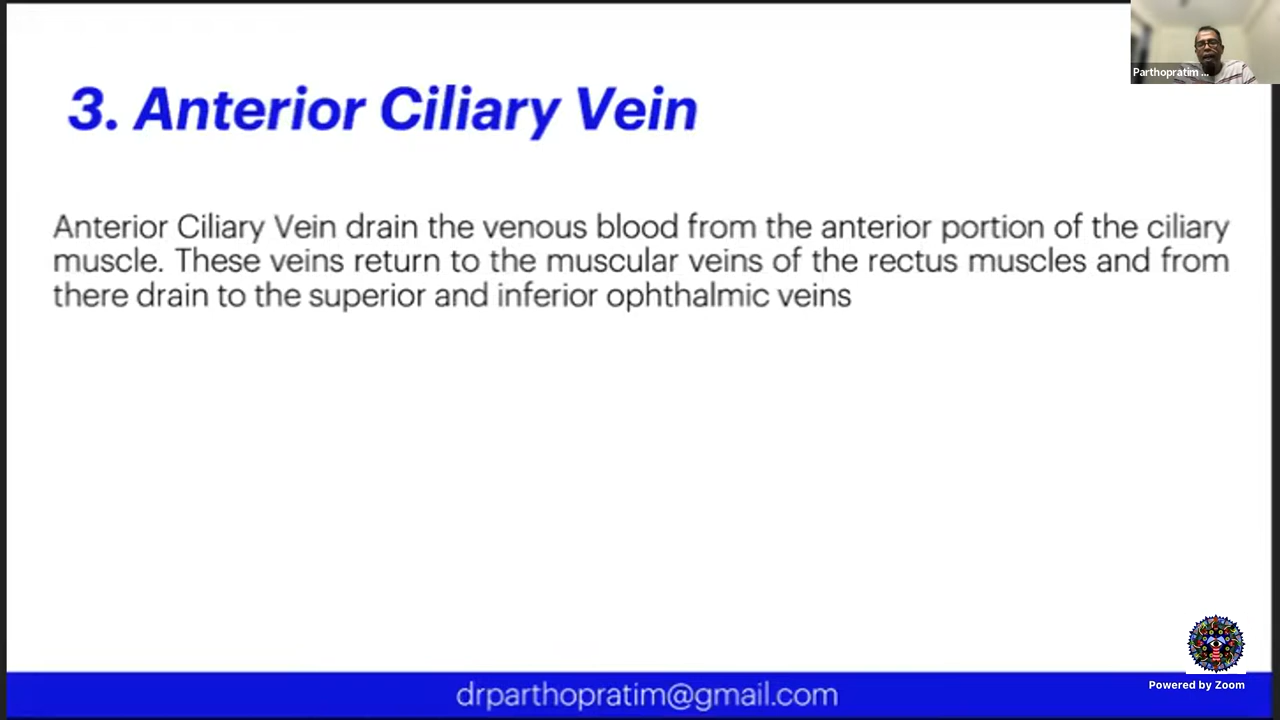 Parthopratim ...
3. Anterior Ciliary Vein
Anterior Ciliary Vein drain the venous blood from the anterior portion of the ciliary
muscle. These veins return to the muscular veins of the rectus muscles and from
there drain to the superior and inferior ophthalmic veins
Powered by Zoom
drparthopratim@gmail.com